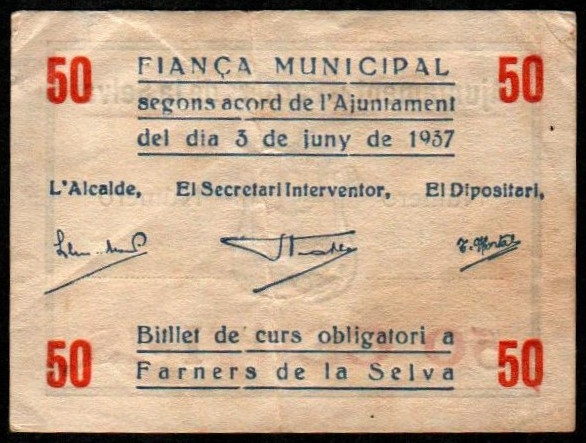 50 FIANÇA MUNICIPAL 50
segons acord de l'Ajuntament
del dia 3 de juny de 1937
L'Alcalde, El Secretari Interventor, El Dipositari,
Bitllet de curs obligatori a
50 Farners de la Selva 50